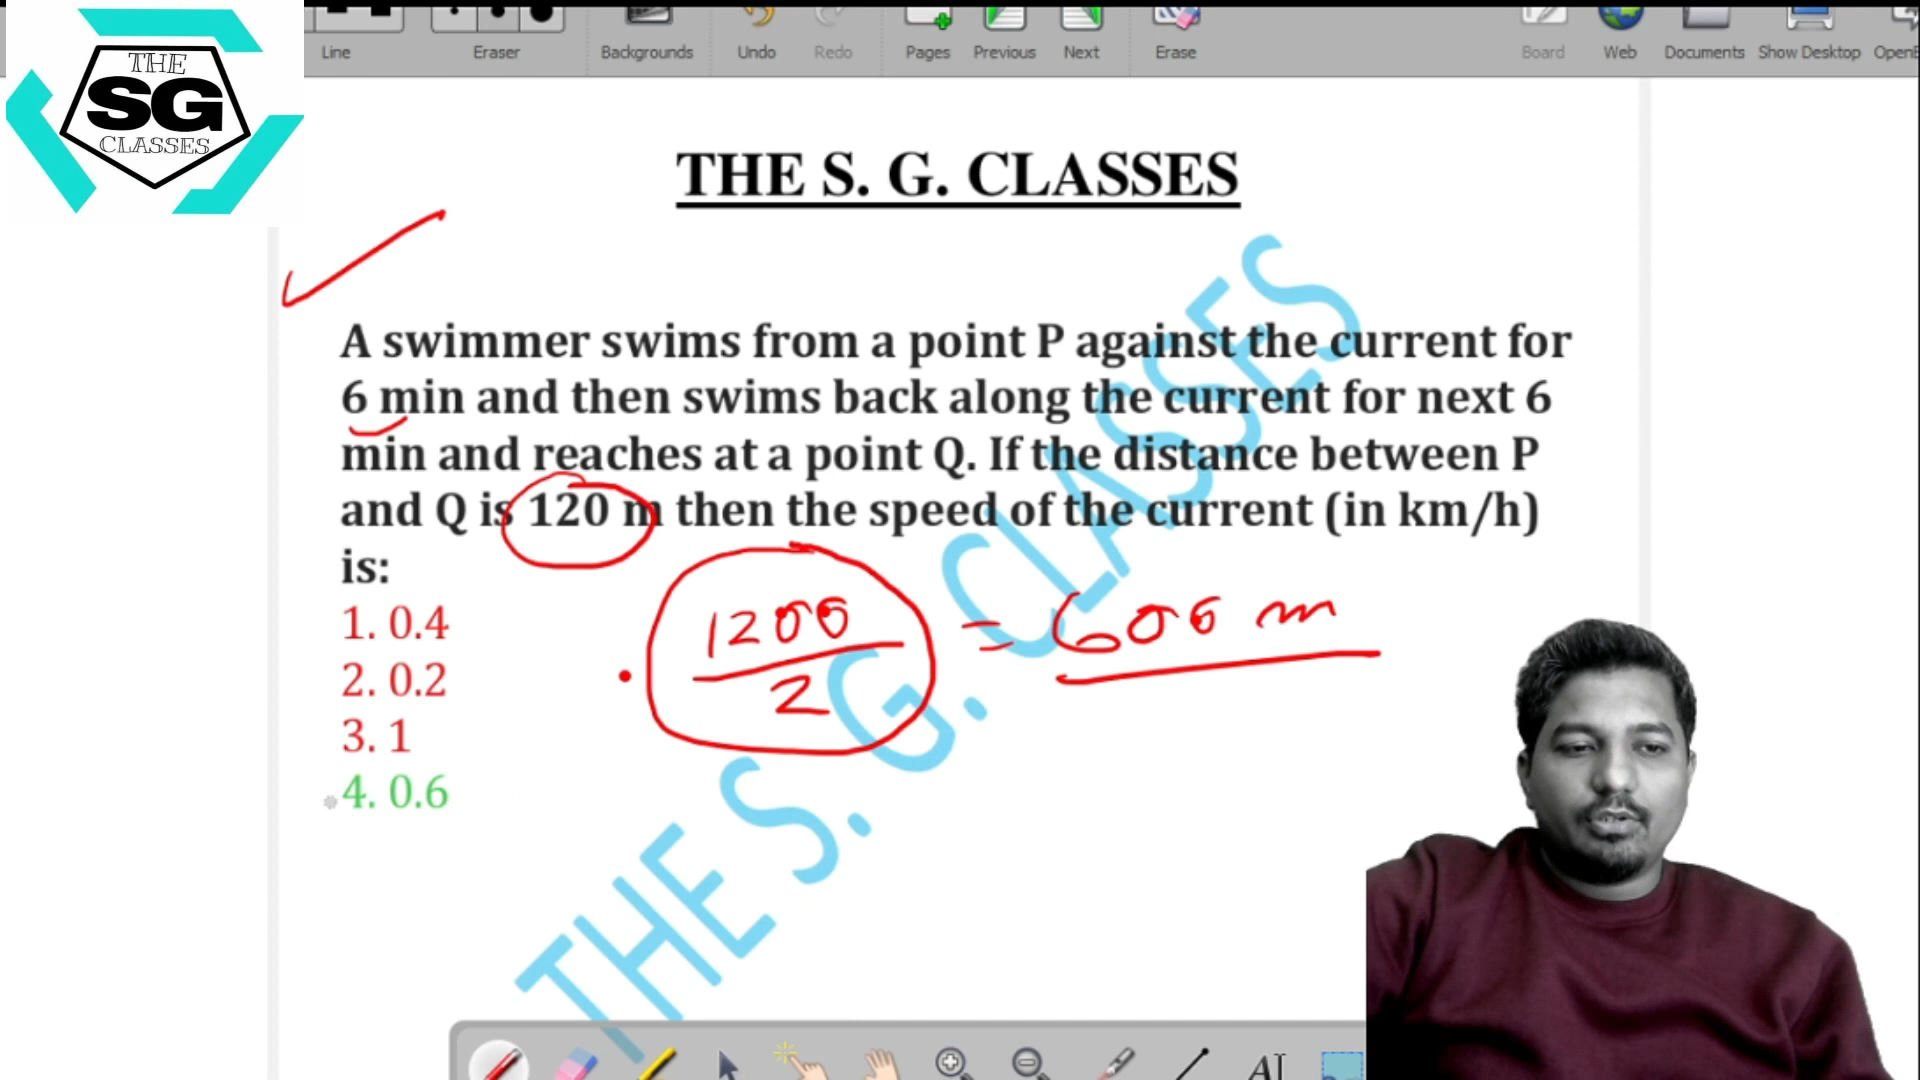 Line
Eraser
Backgrounds
Undo
Redo
Pages
Previous
Next
Erase
Board
Web
Documents
Show Desktop
THE
SG
CLASSES
THE S. G. CLASSES
A swimmer swims from a point P against the current for
6 min and then swims back along the current for next 6
min and reaches at a point Q. If the distance between P
and Q is 120 m then the speed of the current (in km/h)
is:
1. 0.4
2. 0.2
3. 1
4. 0.6
1200
2
= 600 m
THE S. G. CLASSES
AI